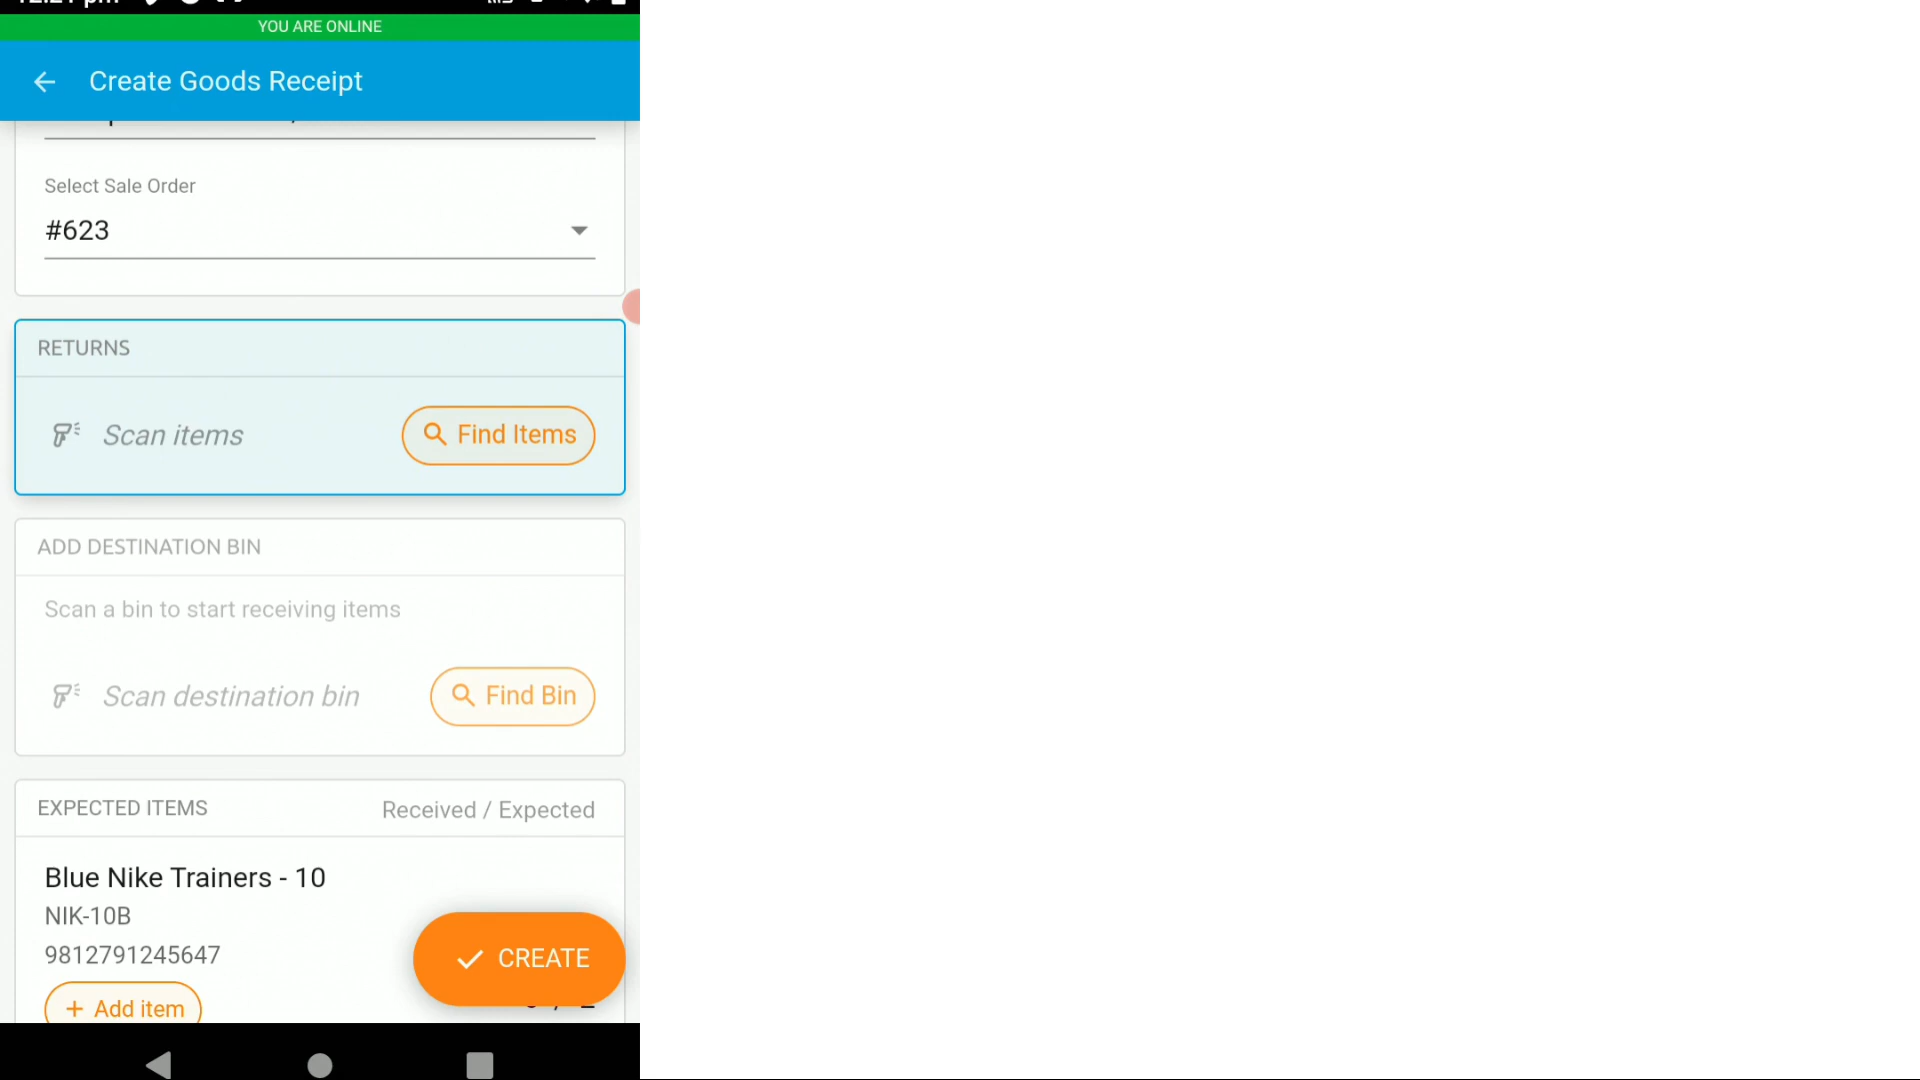 YOU ARE ONLINE
Create Goods Receipt
Select Sale Order
#623
RETURNS
Scan items
Find Items
ADD DESTINATION BIN
Scan a bin to start receiving items
Scan destination bin
Find Bin
EXPECTED ITEMS
Received / Expected
Blue Nike Trainers - 10
NIK-10B
9812791245647
CREATE
+ Add item